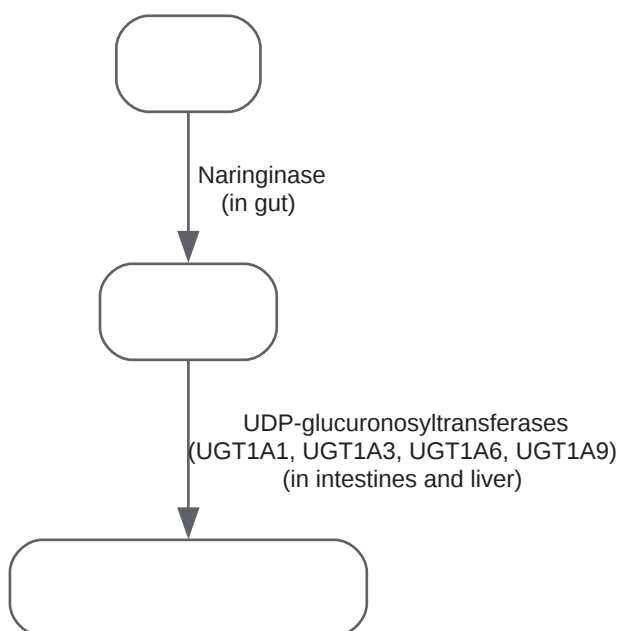 Naringinase
(in gut)
UDP-glucuronosyltransferases
(UGT1A1, UGT1A3, UGT1A6, UGT1A9)
(in intestines and liver)